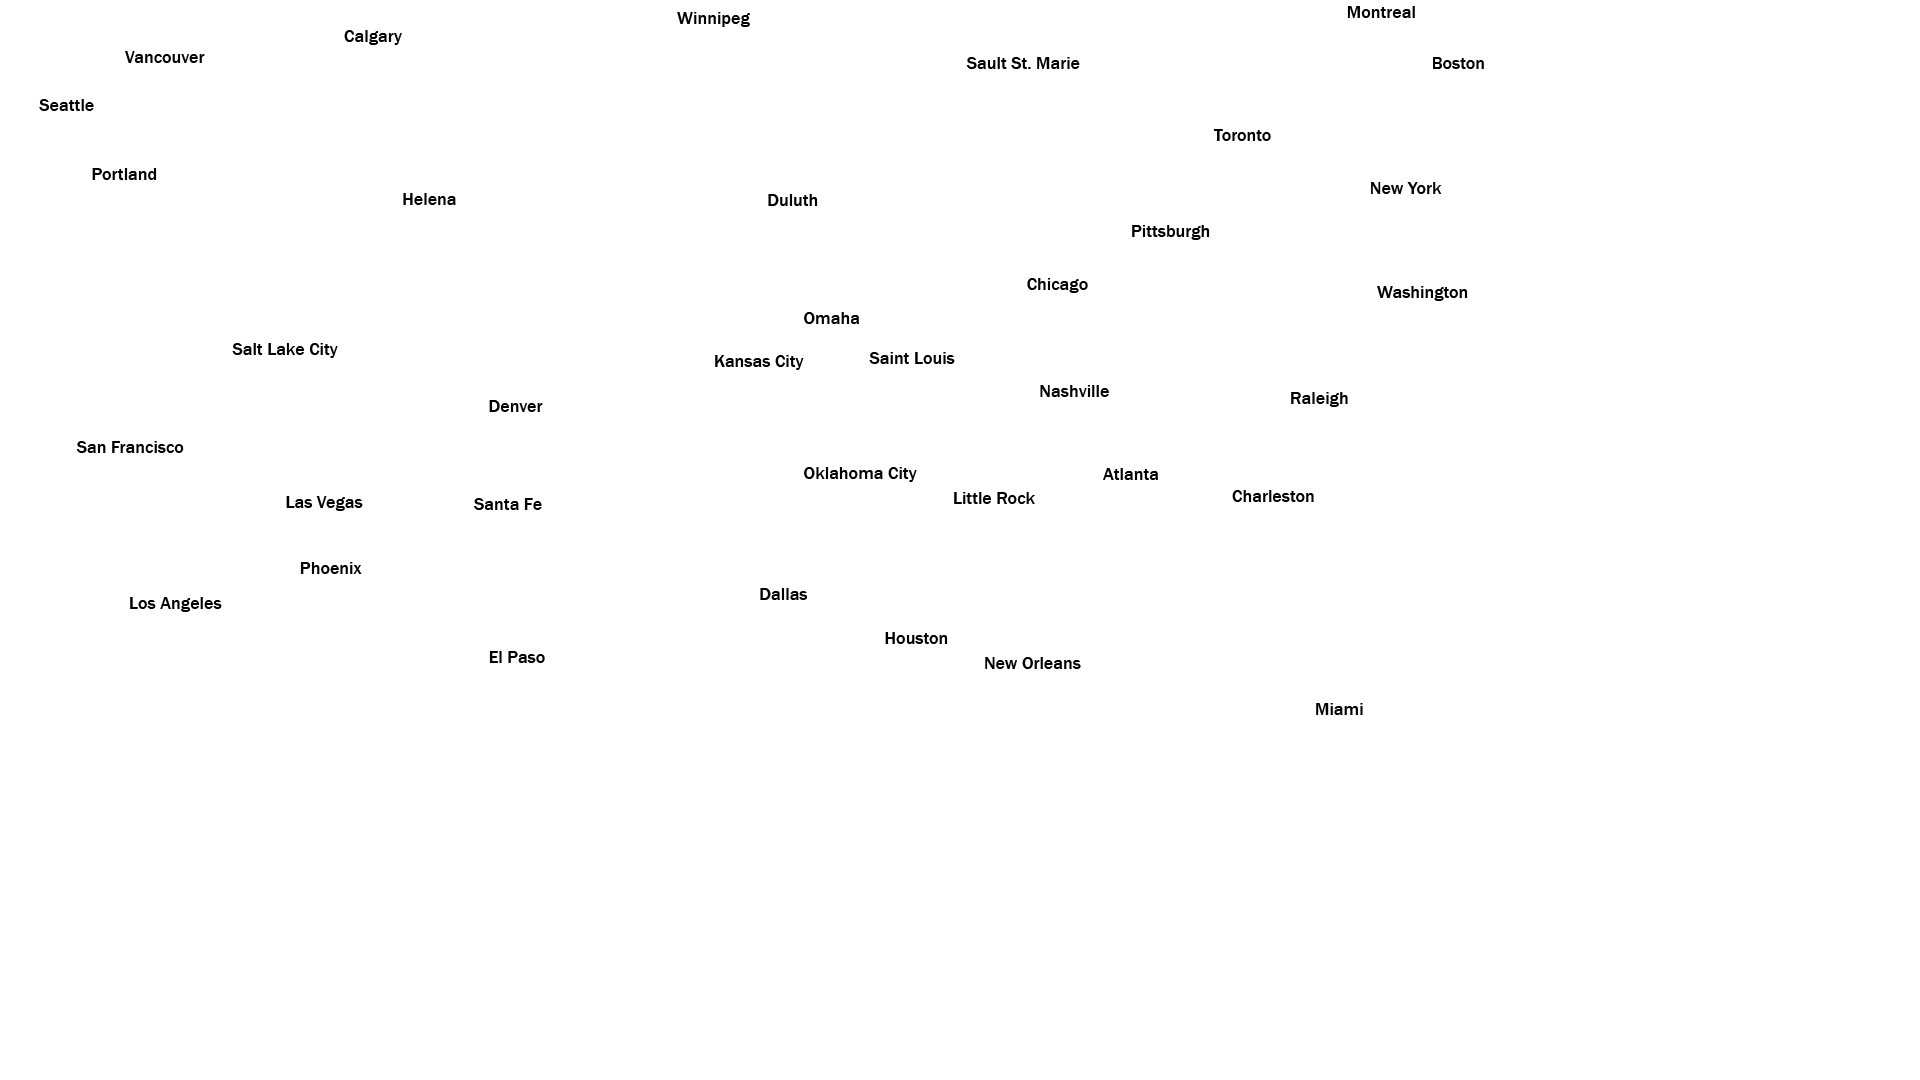 Montreal
Winnipeg
Calgary
Vancouver
Sault St. Marie
Boston
Seattle
Toronto
Portland
New York
Helena
Duluth
Pittsburgh
Chicago
Washington
Omaha
Salt Lake City
Saint Louis
Kansas City
Nashville
Raleigh
Denver
San Francisco
Oklahoma City
Atlanta
Charleston
Little Rock
Las Vegas
Santa Fe
Phoenix
Dallas
Los Angeles
Houston
El Paso
New Orleans
Miami